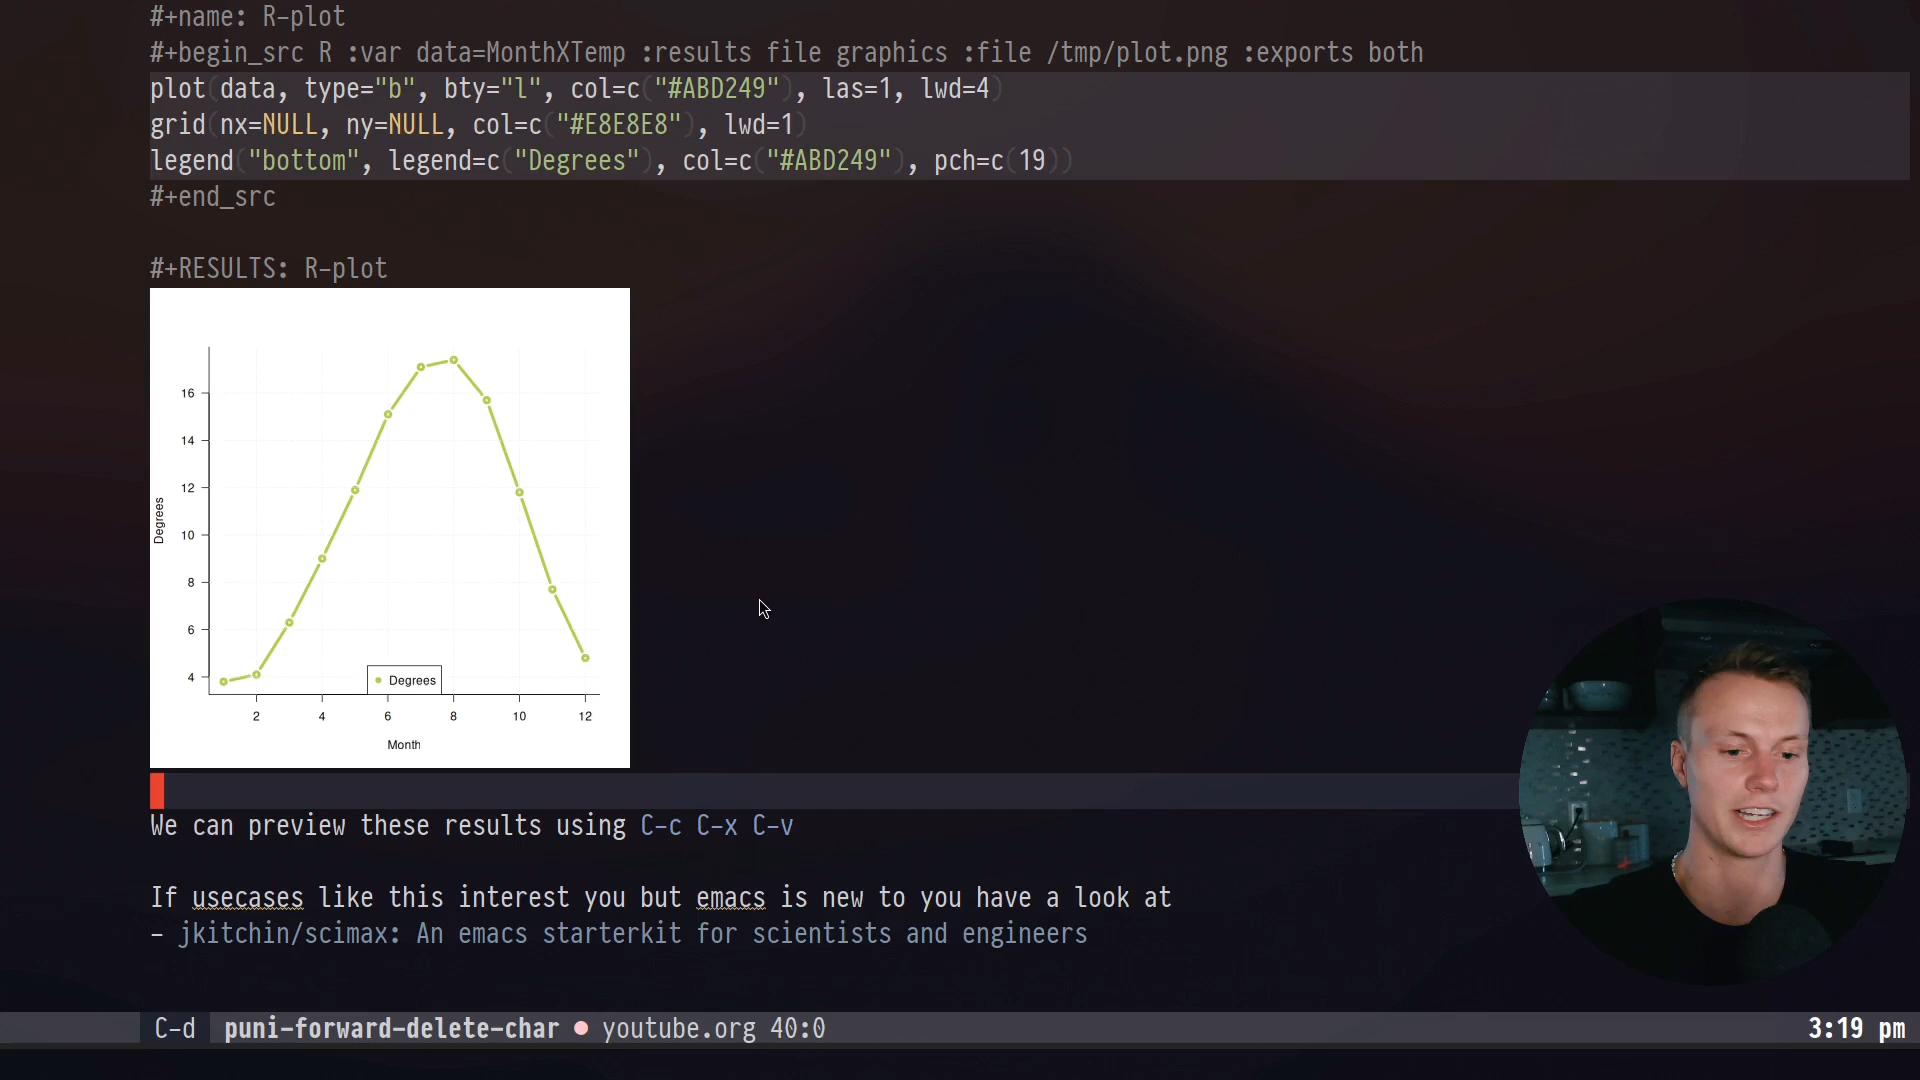 #+name: R-plot
#+begin_src R :var data=MonthXTemp :results file graphics :file /tmp/plot.png :exports both
plot(data, type="b", bty="l", col=c("#ABD249"), las=1, lwd=4)
grid(nx=NULL, ny=NULL, col=c("#E8E8E8"), lwd=1)
legend("bottom", legend=c("Degrees"), col=c("#ABD249"), pch=c(19))
#+end_src
#+RESULTS: R-plot
16
14
12
10
8
6
4
Degrees
Degrees
2 4 6 8 10 12
Month
We can preview these results using C-c C-x C-v
If usecases like this interest you but emacs is new to you have a look at
- jkitchin/scimax: An emacs starterkit for scientists and engineers
C-d puni-forward-delete-char youtube.org 40:0 3:19 pm